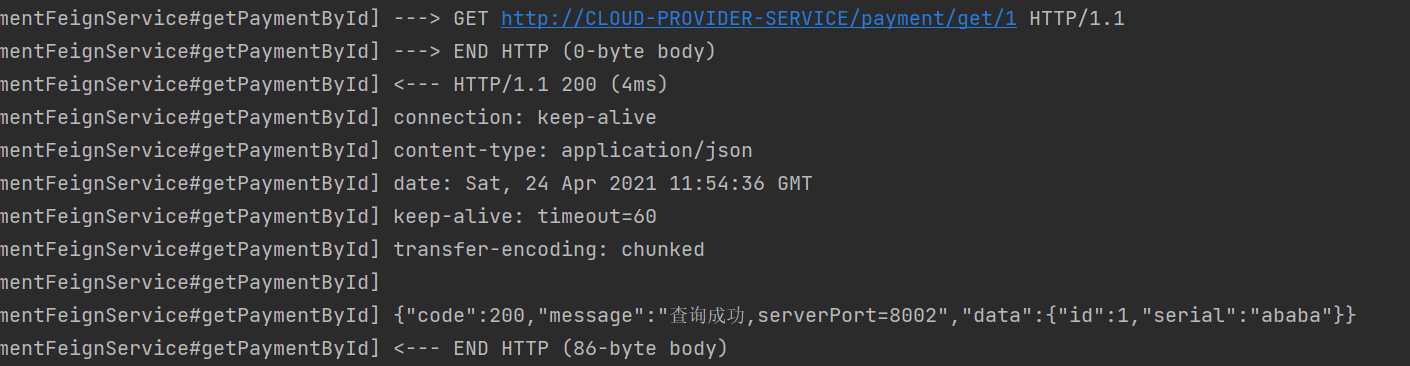 mentFeignService#getPaymentById] ---> GET http://CLOUD-PROVIDER-SERVICE/payment/get/1 HTTP/1.1
mentFeignService#getPaymentById] ---> END HTTP (0-byte body)
mentFeignService#getPaymentById] <--- HTTP/1.1 200 (4ms)
mentFeignService#getPaymentById] connection: keep-alive
mentFeignService#getPaymentById] content-type: application/json
mentFeignService#getPaymentById] date: Sat, 24 Apr 2021 11:54:36 GMT
mentFeignService#getPaymentById] keep-alive: timeout=60
mentFeignService#getPaymentById] transfer-encoding: chunked
mentFeignService#getPaymentById]
mentFeignService#getPaymentById] {"code":200,"message":"查询成功,serverPort=8002","data":{"id":1,"serial":"ababa"}}
mentFeignService#getPaymentById] <--- END HTTP (86-byte body)